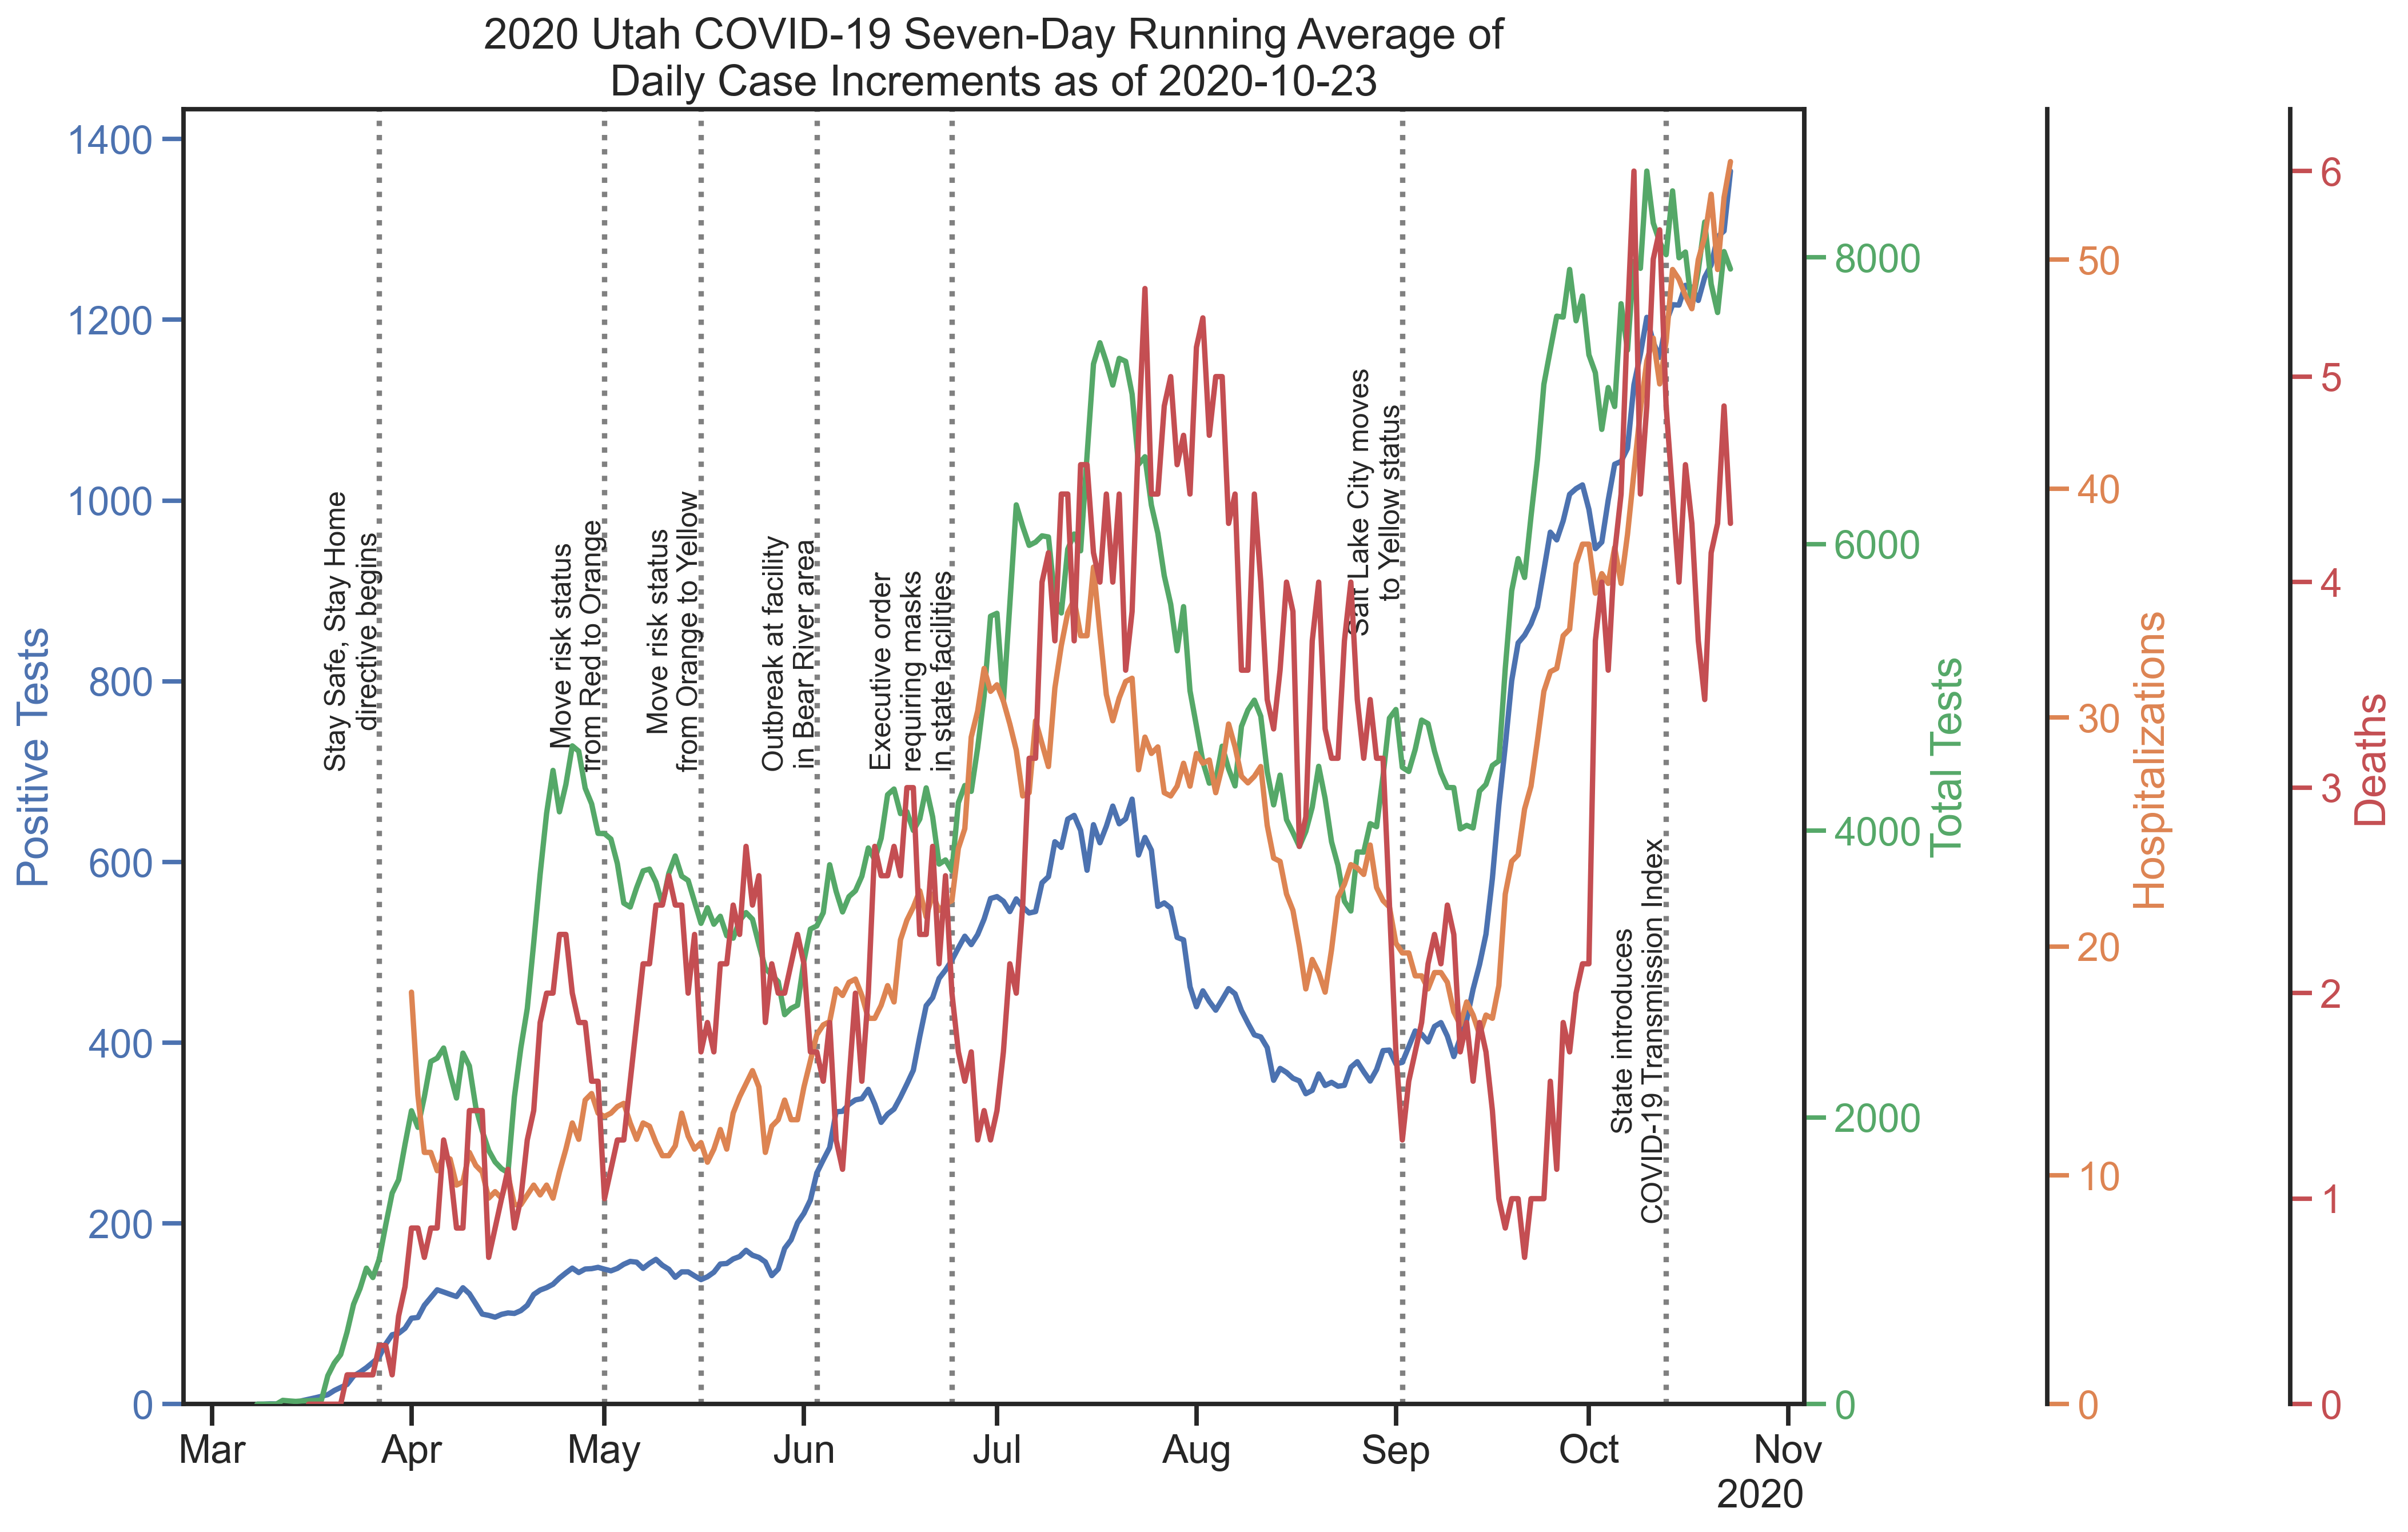 2020 Utah COVID-19 Seven-Day Running Average of
Daily Case Increments as of 2020-10-23
Positive Tests
1400
1200
1000
800
600
400
200
0
Stay Safe, Stay Home
directive begins
Move risk status
from Red to Orange
Move risk status
from Orange to Yellow
Outbreak at facility
in Bear River area
Executive order
requiring masks
in state facilities
Salt Lake City moves
to Yellow status
State introduces
COVID-19 Transmission Index
8000
6000
4000
2000
0
Total Tests
50
40
30
20
10
0
Hospitalizations
6
5
4
3
2
1
0
Deaths
Mar Apr May Jun Jul Aug Sep Oct Nov
2020